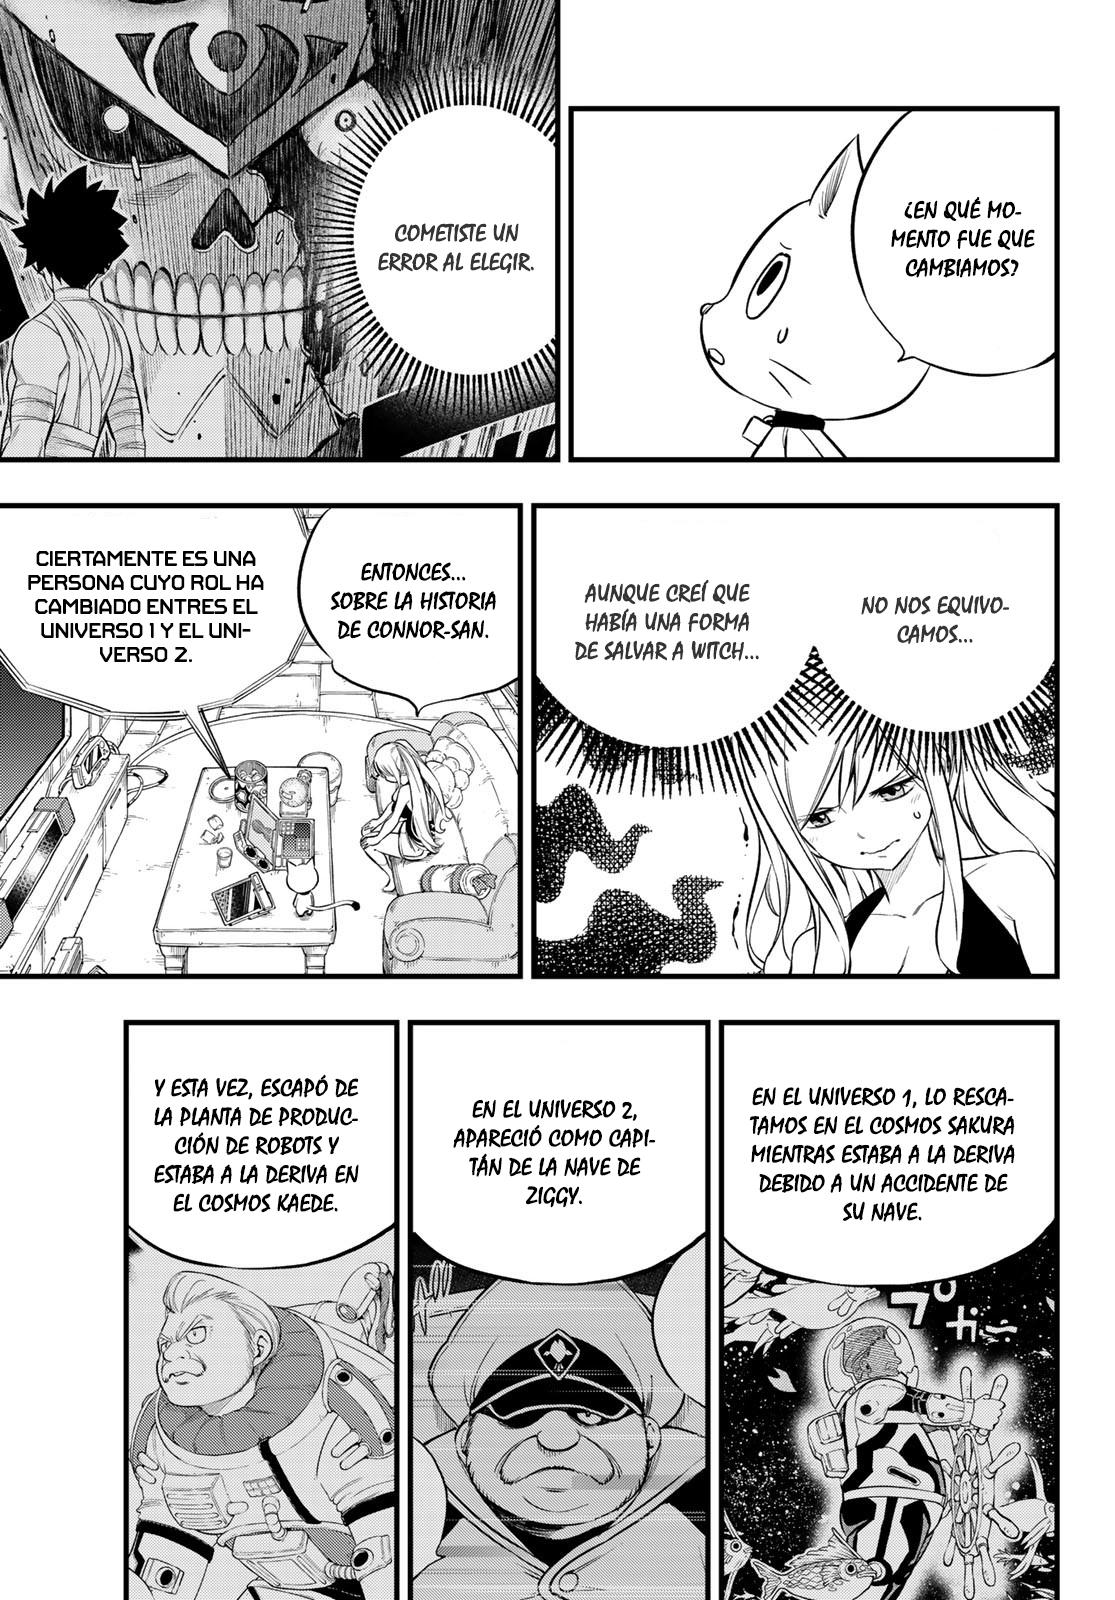 ¿EN QUÉ MO-
MENTO FUE QUE
CAMBIAMOS?
COMETISTE UN
ERROR AL ELEGIR.
NO NOS EQUIVO-
CAMOS...
AUNQUE CREÍ QUE
HABÍA UNA FORMA
DE SALVAR A WITCH...
ENTONCES...
SOBRE LA HISTORIA
DE CONNOR-SAN.
CIERTAMENTE ES UNA
PERSONA CUYO ROL HA
CAMBIADO ENTRES EL
UNIVERSO 1 Y EL UNI-
VERSO 2.
EN EL UNIVERSO 1, LO RESCA-
TAMOS EN EL COSMOS SAKURA
MIENTRAS ESTABA A LA DERIVA
DEBIDO A UN ACCIDENTE DE
SU NAVE.
プカ
EN EL UNIVERSO 2,
APARECIÓ COMO CAPI-
TÁN DE LA NAVE DE
ZIGGY.
Y ESTA VEZ, ESCAPÓ DE
LA PLANTA DE PRODUC-
CIÓN DE ROBOTS Y
ESTABA A LA DERIVA EN
EL COSMOS KAEDE.